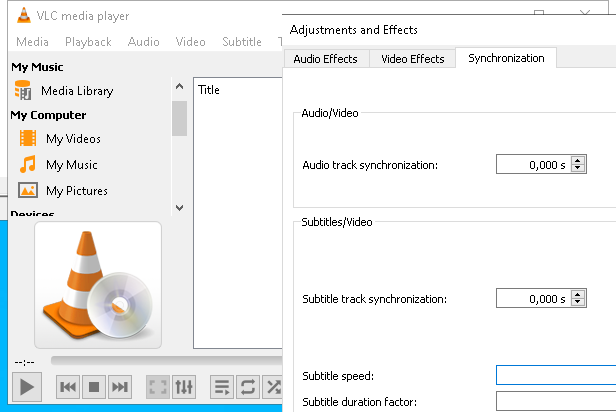 VLC media player
Media Playback Audio Video Subtitle
My Music
Media Library
My Computer
My Videos
My Music
My Pictures
Devices
Title
--:--
Adjustments and Effects
Audio Effects Video Effects Synchronization
Audio/Video
Audio track synchronization: 0,000 s
Subtitles/Video
Subtitle track synchronization: 0,000 s
Subtitle speed:
Subtitle duration factor: